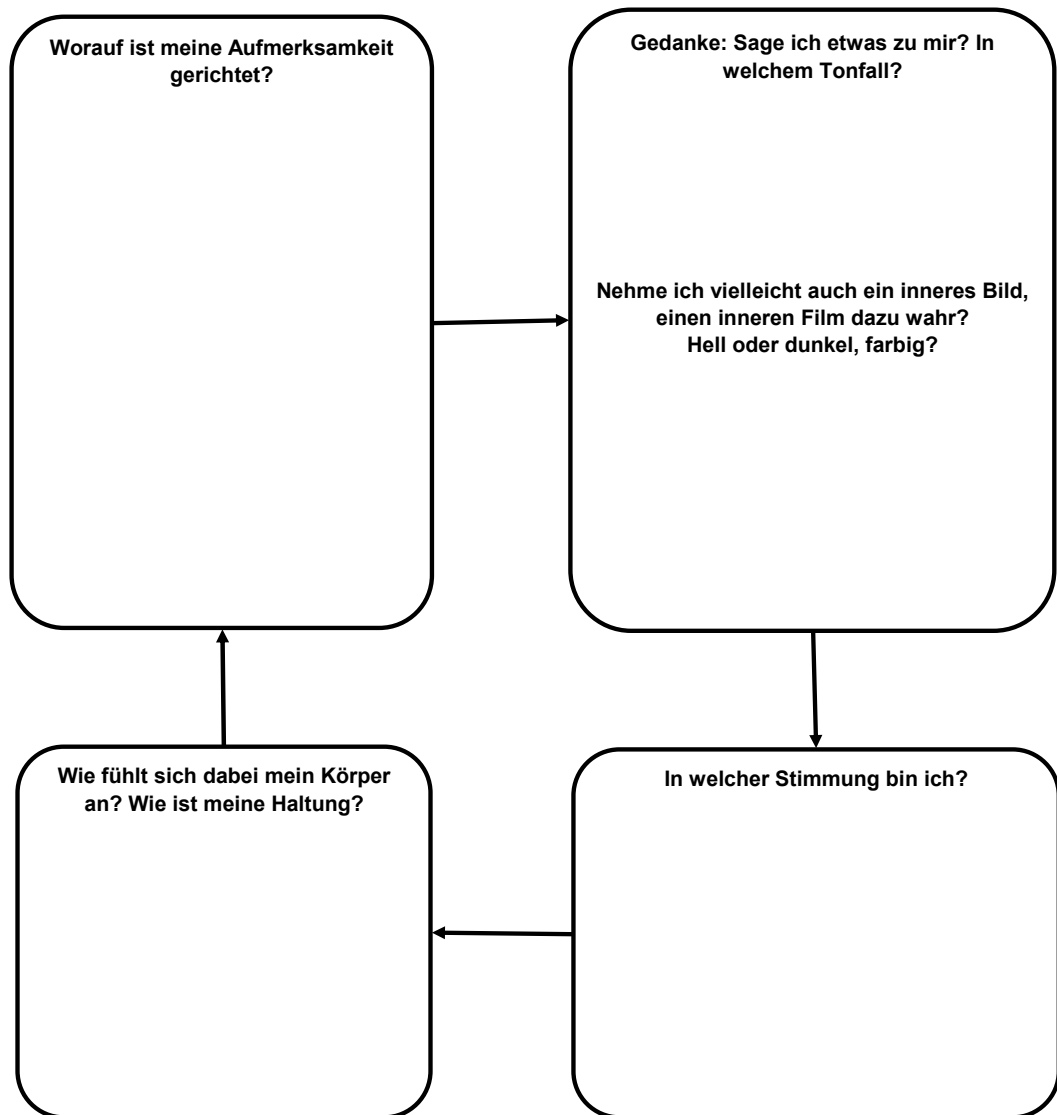 Worauf ist meine Aufmerksamkeit
gerichtet?
Gedanke: Sage ich etwas zu mir? In
welchem Tonfall?
Nehme ich vielleicht auch ein inneres Bild,
einen inneren Film dazu wahr?
Hell oder dunkel, farbig?
In welcher Stimmung bin ich?
Wie fühlt sich dabei mein Körper
an? Wie ist meine Haltung?